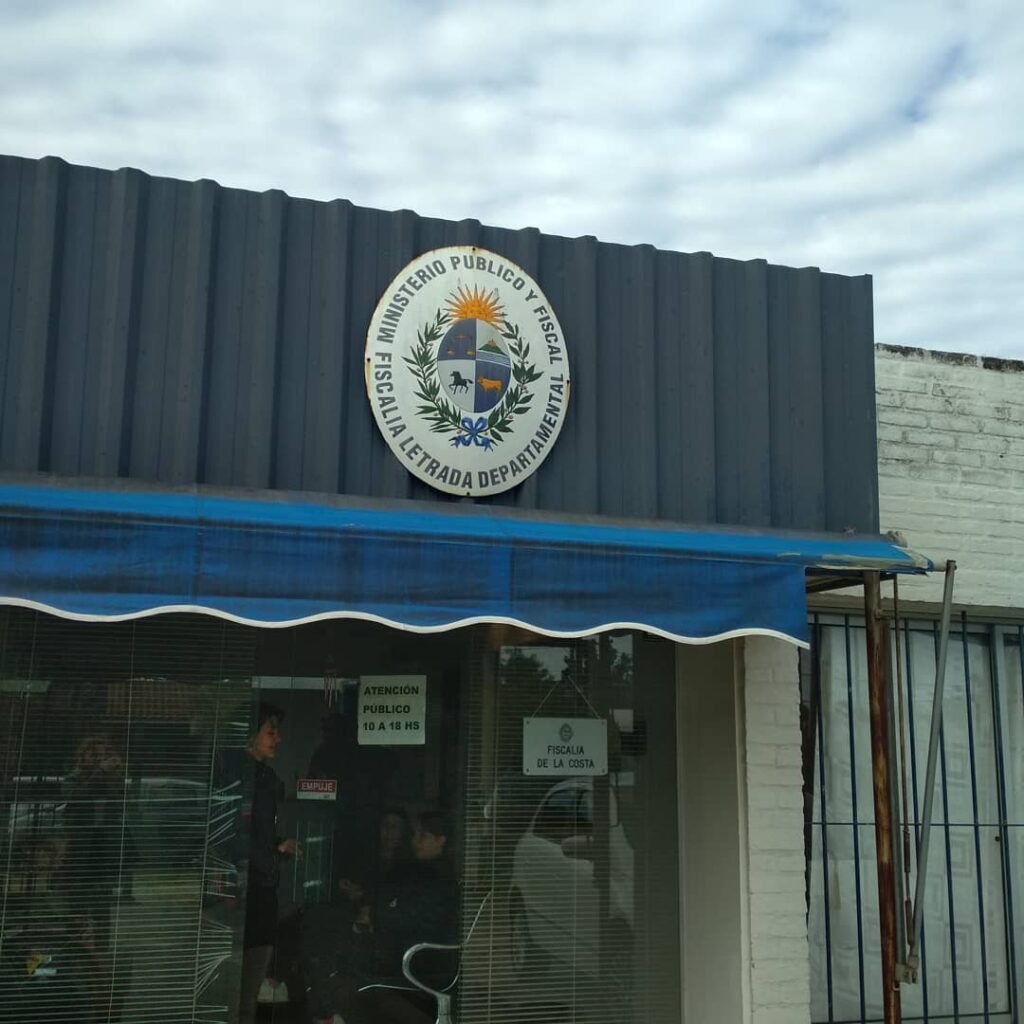 MINISTERIO PÚBLICO Y FISCAL
FISCALIA LETRADA DEPARTAMENTAL
ATENCIÓN
PÚBLICO
10 A 18 HS
FISCALIA
DE LA COSTA
EMPUJE